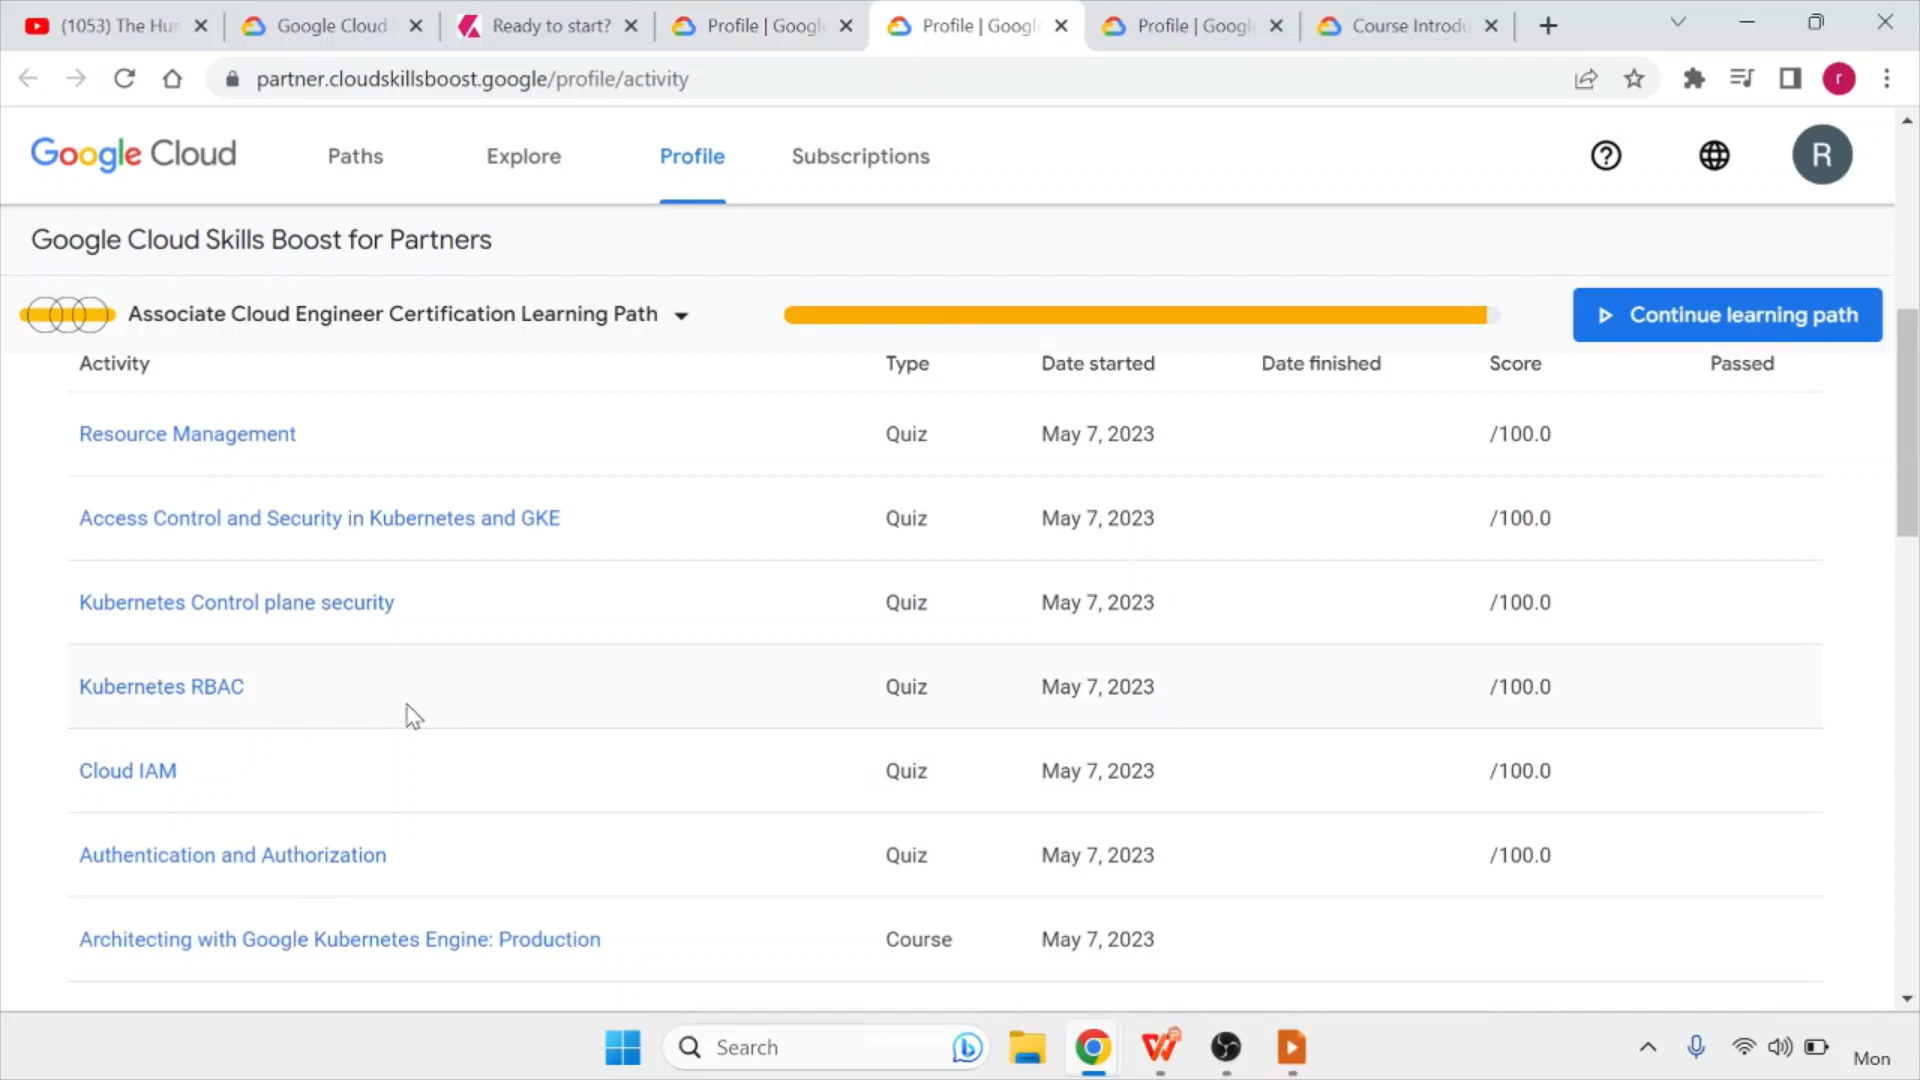 (1053) The Hun
Google Cloud
Ready to start?
Profile | Google
Profile | Google
Profile | Google
Course Introdu
partner.cloudskillsboost.google/profile/activity
r
Google Cloud
Paths
Explore
Profile
Subscriptions
R
Google Cloud Skills Boost for Partners
Associate Cloud Engineer Certification Learning Path
Continue learning path
Activity Type Date started Date finished Score Passed
Resource Management Quiz May 7, 2023 /100.0
Access Control and Security in Kubernetes and GKE Quiz May 7, 2023 /100.0
Kubernetes Control plane security Quiz May 7, 2023 /100.0
Kubernetes RBAC Quiz May 7, 2023 /100.0
Cloud IAM Quiz May 7, 2023 /100.0
Authentication and Authorization Quiz May 7, 2023 /100.0
Architecting with Google Kubernetes Engine: Production Course May 7, 2023
Search
Mon